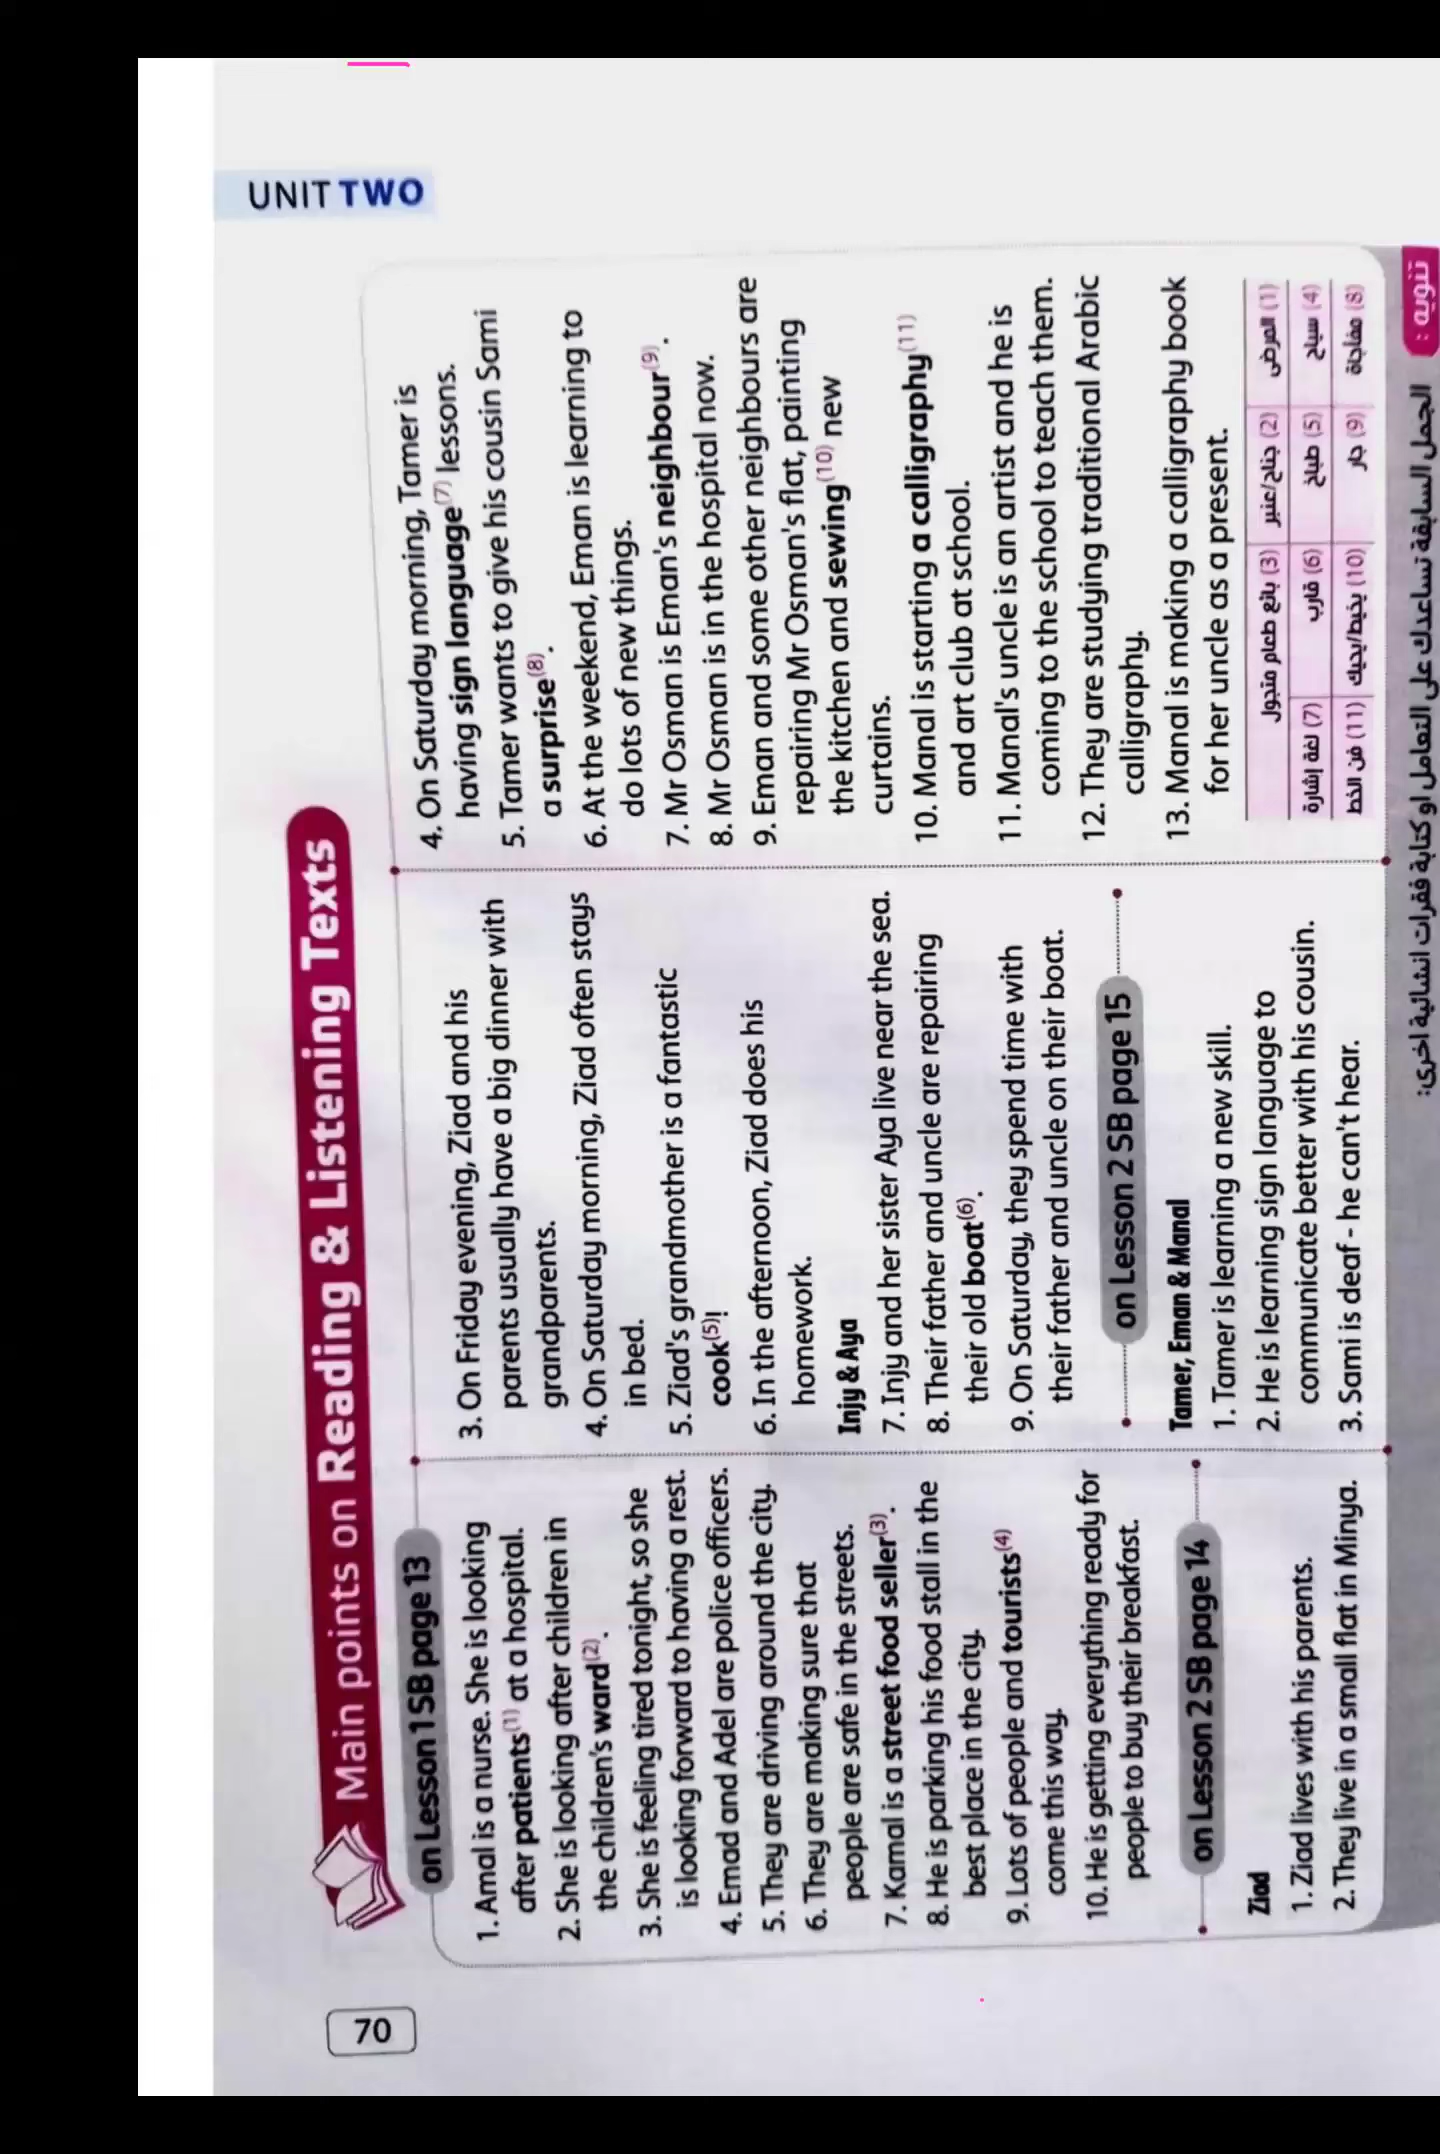 UNIT TWO
Main points on Reading & Listening Texts
on Lesson 1 SB page 13
1. Amal is a nurse. She is looking
after patients(1) at a hospital.
2. She is looking after children in
the children's ward(2).
3. She is feeling tired tonight, so she
is looking forward to having a rest.
4. Emad and Adel are police officers.
5. They are driving around the city.
6. They are making sure that
people are safe in the streets.
7. Kamal is a street food seller(3).
8. He is parking his food stall in the
best place in the city.
9. Lots of people and tourists(4)
come this way.
10. He is getting everything ready for
people to buy their breakfast.
on Lesson 2 SB page 14
Ziad
1. Ziad lives with his parents.
2. They live in a small flat in Minya.
3. On Friday evening, Ziad and his
parents usually have a big dinner with
grandparents.
4. On Saturday morning, Ziad often stays
in bed.
5. Ziad's grandmother is a fantastic
cook(5)!
6. In the afternoon, Ziad does his
homework.
Injy & Aya
7. Injy and her sister Aya live near the sea.
8. Their father and uncle are repairing
their old boat(6).
9. On Saturday, they spend time with
their father and uncle on their boat.
on Lesson 2 SB page 15
Tamer, Eman & Manal
1. Tamer is learning a new skill.
2. He is learning sign language to
communicate better with his cousin.
3. Sami is deaf - he can't hear.
4. On Saturday morning, Tamer is
having sign language(7) lessons.
5. Tamer wants to give his cousin Sami
a surprise(8).
6. At the weekend, Eman is learning to
do lots of new things.
7. Mr Osman is Eman's neighbour(9).
8. Mr Osman is in the hospital now.
9. Eman and some other neighbours are
repairing Mr Osman's flat, painting
the kitchen and sewing(10) new
curtains.
10. Manal is starting a calligraphy(11)
and art club at school.
11. Manal's uncle is an artist and he is
coming to the school to teach them.
12. They are studying traditional Arabic
calligraphy.
13. Manal is making a calligraphy book
for her uncle as a present.
(1) المرضى (2) جناح/عنبر (3) بائع طعام متجول
(4) سياح (5) طباخ (6) قارب (7) لغة إشارة
(8) مفاجاة (9) جار (10) يخيط/يحيك (11) فن الخط
تنويه :
الجمل السابقة تساعدك على التعامل او كتابة فقرات انشائية اخرى:
70